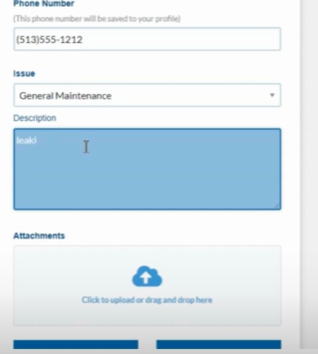 Phone Number
(This phone number will be saved to your profile)
(513)555-1212
Issue
General Maintenance
Description
leaki
Attachments
Click to upload or drag and drop here